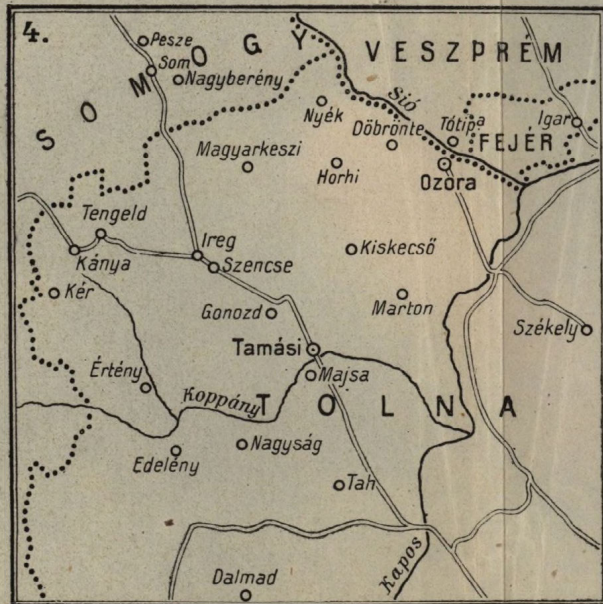 4.
SOMOGY
VESZPRÉM
Pesze
Som
Nagyberény
Sió
Nyék
Döbrönte
Tótipa
Igar
FEJÉR
Magyarkeszi
Horhi
Ozora
Tengeld
Kánya
Ireg
Szencse
Kiskecső
Kér
Gonozd
Marton
Székely
Tamási
Majsa
Értény
Koppány
TOLNA
Edelény
Nagyság
Tah
Kapos
Dalmad